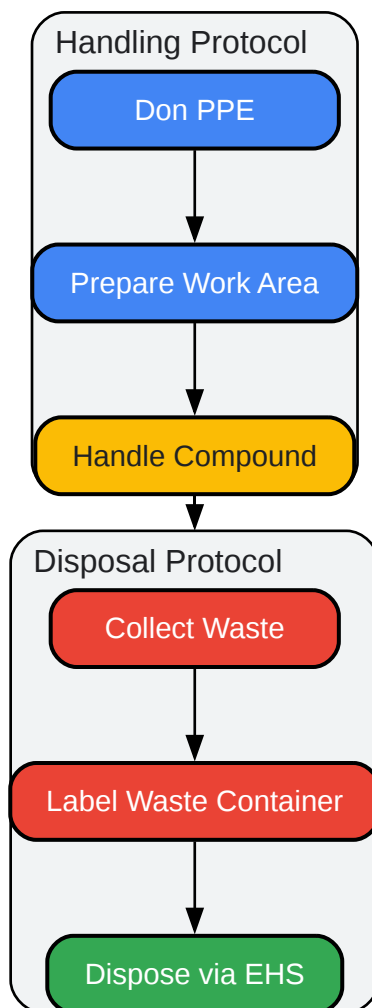 Handling Protocol
Don PPE
Prepare Work Area
Handle Compound
Disposal Protocol
Collect Waste
Label Waste Container
Dispose via EHS